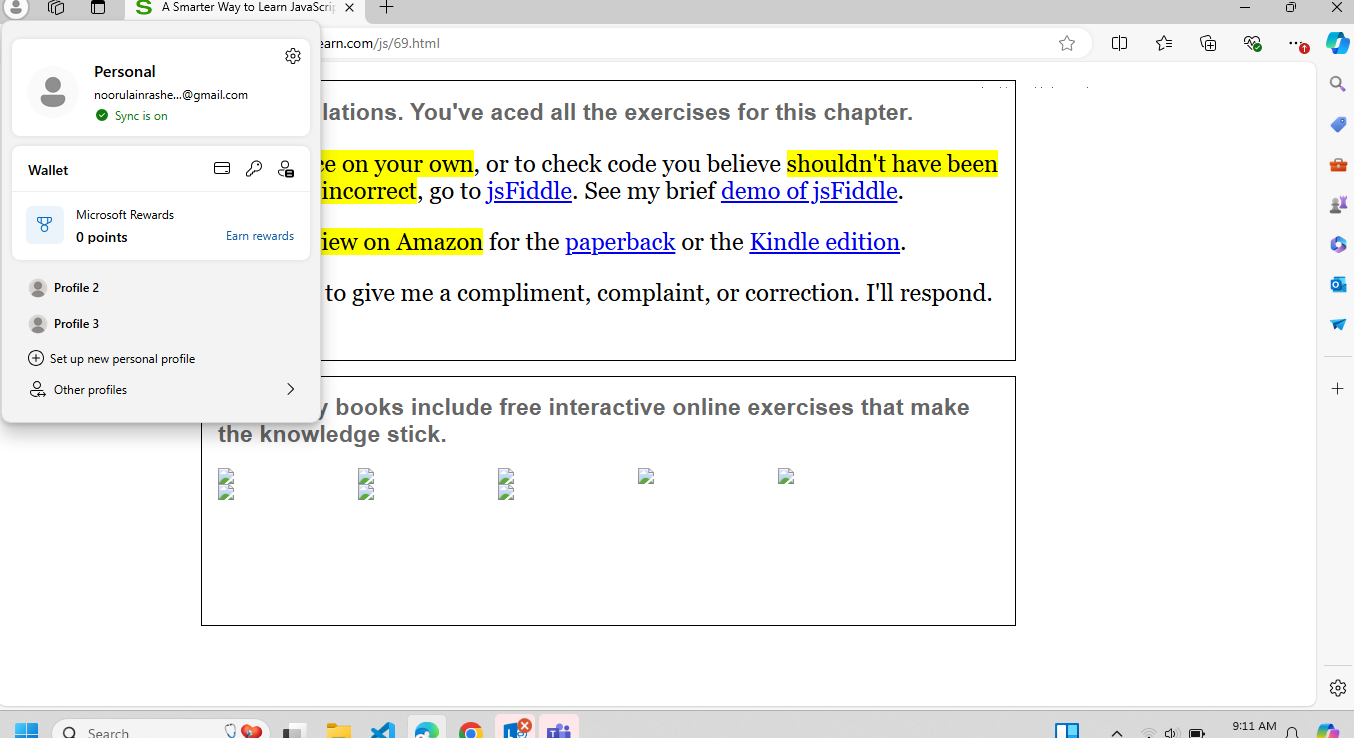 A Smarter Way to Learn JavaScrip
earn.com/js/69.html
Personal
noorulainrashe...@gmail.com
Sync is on
Wallet
Microsoft Rewards
0 points
Earn rewards
Profile 2
Profile 3
Set up new personal profile
Other profiles
lations. You've aced all the exercises for this chapter.
e on your own, or to check code you believe shouldn't have been
incorrect, go to jsFiddle. See my brief demo of jsFiddle.
iew on Amazon for the paperback or the Kindle edition.
to give me a compliment, complaint, or correction. I'll respond.
y books include free interactive online exercises that make
the knowledge stick.
Search
9:11 AM